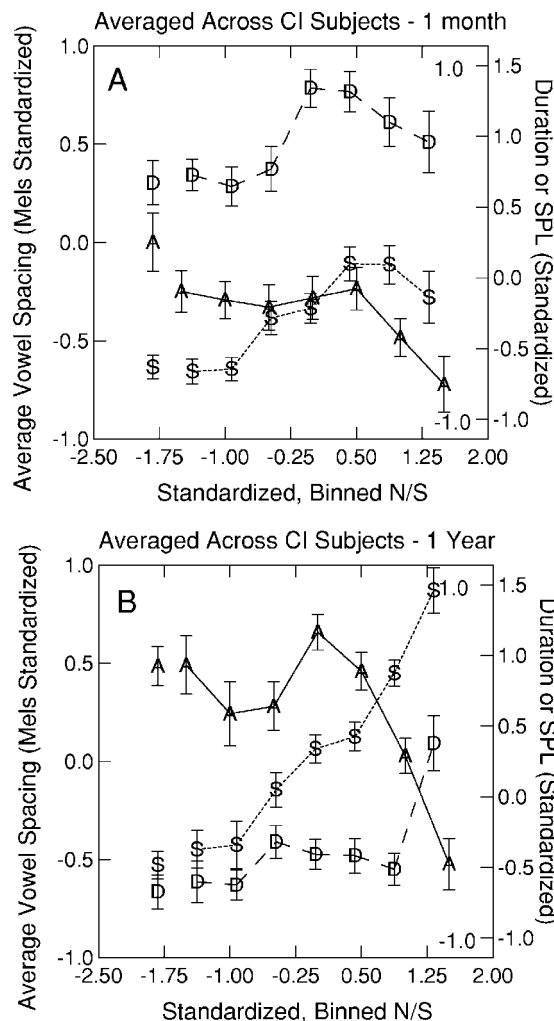 Averaged Across CI Subjects - 1 month
A
1.0
0.5
0.0
-0.5
-1.0
Average Vowel Spacing (Mels Standardized)
1.0
-1.0
D D D D D D D D
A A A A A A A A
S S S S S S S S
1.5
1.0
0.5
0.0
-0.5
-1.0
Duration or SPL (Standardized)
-2.50 -1.75 -1.00 -0.25 0.50 1.25 2.00
Standardized, Binned N/S
Averaged Across CI Subjects - 1 Year
B
1.0
0.5
0.0
-0.5
-1.0
Average Vowel Spacing (Mels Standardized)
1.0
-1.0
A A A A A A A A
S S S S S S S S
D D D D D D D D
1.5
1.0
0.5
0.0
-0.5
-1.0
Duration or SPL (Standardized)
-2.50 -1.75 -1.00 -0.25 0.50 1.25 2.00
Standardized, Binned N/S